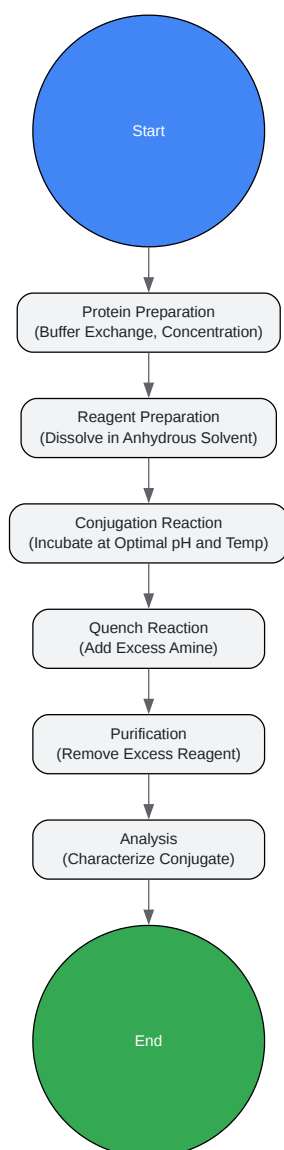 Start
Protein Preparation
(Buffer Exchange, Concentration)
Reagent Preparation
(Dissolve in Anhydrous Solvent)
Conjugation Reaction
(Incubate at Optimal pH and Temp)
Quench Reaction
(Add Excess Amine)
Purification
(Remove Excess Reagent)
Analysis
(Characterize Conjugate)
End